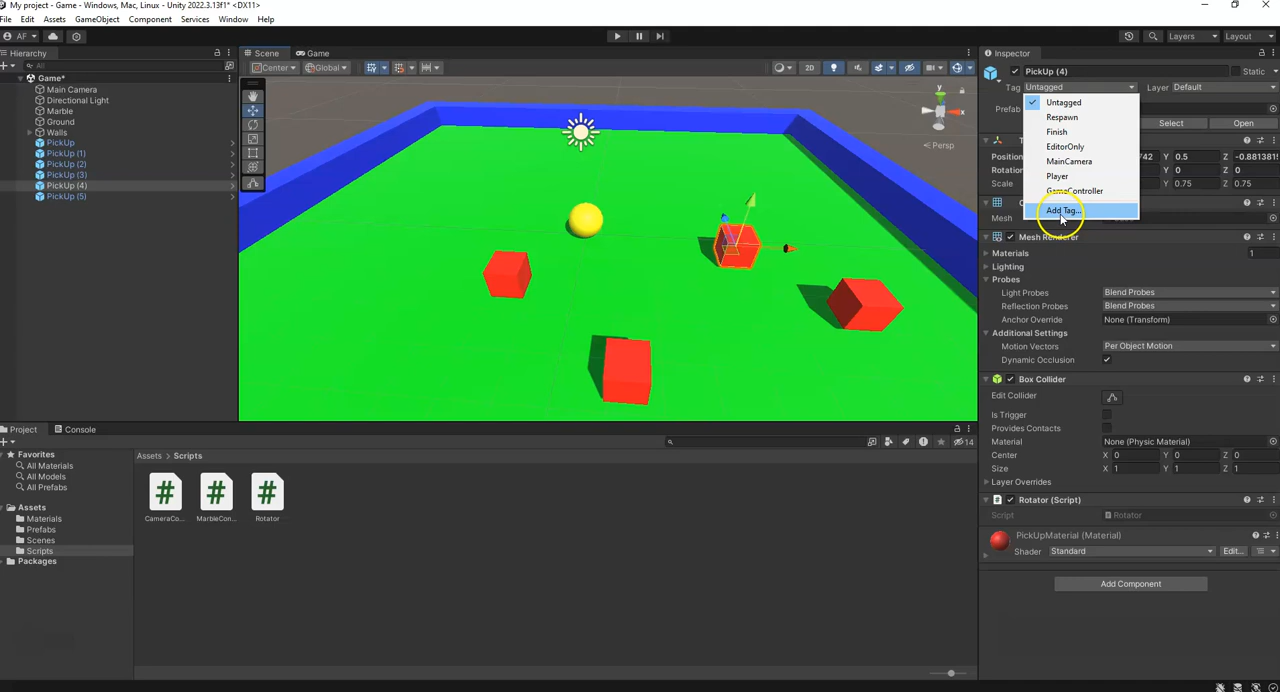 My project - Game - Windows, Mac, Linux - Unity 2022.3.13f1* <DX11>
File Edit Assets GameObject Component Services Window Help
AF Layers Layout
Hierarchy
All
Game*
Main Camera
Directional Light
Marble
Ground
Walls
PickUp
PickUp (1)
PickUp (2)
PickUp (3)
PickUp (4)
PickUp (5)
Scene Game
Center Global 2D
y
x
Persp
Inspector
PickUp (4) Static
Tag Untagged Layer Default
Untagged
Respawn
Finish
EditorOnly
MainCamera
Player
GameController
Add Tag...
Prefab
Select Open
Position 742 Y 0.5 Z -0.881381
Rotation Y 0 Z 0
Scale Y 0.75 Z 0.75
Mesh
Mesh Renderer
Materials 1
Lighting
Probes
Light Probes Blend Probes
Reflection Probes Blend Probes
Anchor Override None (Transform)
Additional Settings
Motion Vectors Per Object Motion
Dynamic Occlusion
Box Collider
Edit Collider
Is Trigger
Provides Contacts
Material None (Physic Material)
Center X 0 Y 0 Z 0
Size X 1 Y 1 Z 1
Layer Overrides
# Rotator (Script)
Script Rotator
PickUpMaterial (Material)
Shader Standard Edit...
Add Component
Project Console
14
Favorites
All Materials
All Models
All Prefabs
Assets
Materials
Prefabs
Scenes
Scripts
Packages
Assets > Scripts
# # #
CameraCo... MarbleCon... Rotator